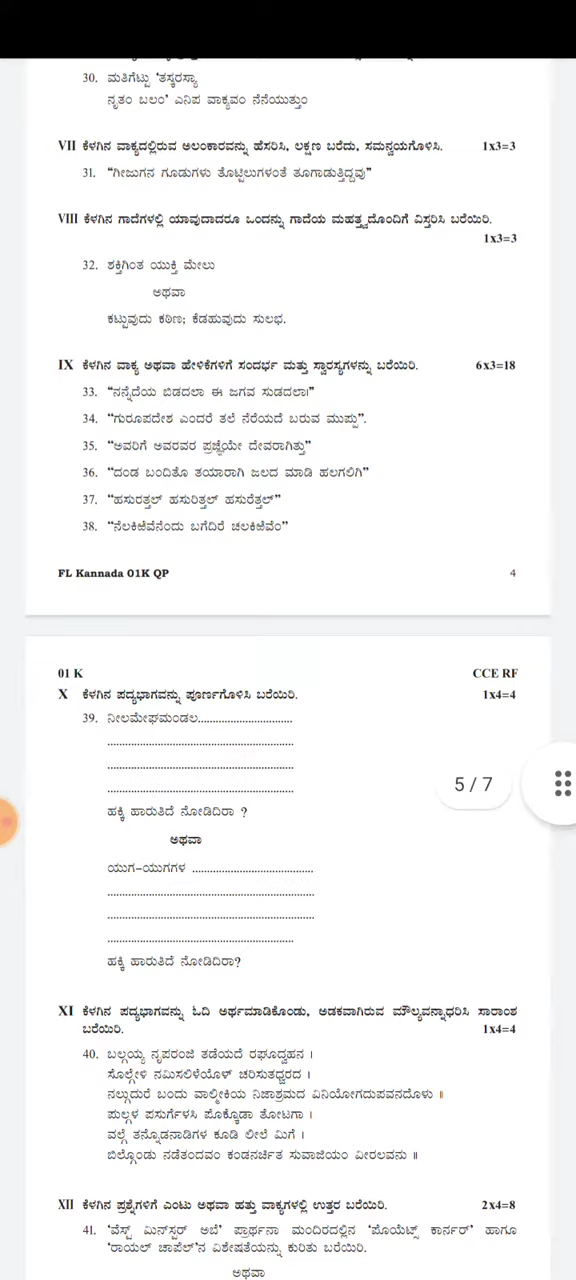 30. ಮತಿಗೆಟ್ಟು ‘ತಸ್ಕರಸ್ಯಾ
ನೃತಂ ಬಲಂ’ ಎನಿಪ ವಾಕ್ಯವಂ ನೆನೆಯುತ್ತುಂ
VII ಕೆಳಗಿನ ವಾಕ್ಯದಲ್ಲಿರುವ ಅಲಂಕಾರವನ್ನು ಹೆಸರಿಸಿ, ಲಕ್ಷಣ ಬರೆದು, ಸಮನ್ವಯಗೊಳಿಸಿ. 1x3=3
31. “ಗೀಜುಗನ ಗೂಡುಗಳು ತೊಟ್ಟಿಲುಗಳಂತೆ ತೂಗಾಡುತ್ತಿದ್ದವು”
VIII ಕೆಳಗಿನ ಗಾದೆಗಳಲ್ಲಿ ಯಾವುದಾದರೂ ಒಂದನ್ನು ಗಾದೆಯ ಮಹತ್ವದೊಂದಿಗೆ ವಿಸ್ತರಿಸಿ ಬರೆಯಿರಿ.
1x3=3
32. ಶಕ್ತಿಗಿಂತ ಯುಕ್ತಿ ಮೇಲು
ಅಥವಾ
ಕಟ್ಟುವುದು ಕಠಿಣ; ಕೆಡಹುವುದು ಸುಲಭ.
IX ಕೆಳಗಿನ ವಾಕ್ಯ ಅಥವಾ ಹೇಳಿಕೆಗಳಿಗೆ ಸಂದರ್ಭ ಮತ್ತು ಸ್ವಾರಸ್ಯಗಳನ್ನು ಬರೆಯಿರಿ. 6x3=18
33. “ನನ್ನೆದೆಯ ಬಿಡದಲಾ ಈ ಜಗವ ಸುಡದಲಾ!”
34. “ಗುರೂಪದೇಶ ಎಂದರೆ ತಲೆ ನೆರೆಯದೆ ಬರುವ ಮುಪ್ಪು”.
35. “ಅವರಿಗೆ ಅವರವರ ಪ್ರಜ್ಞೆಯೇ ದೇವರಾಗಿತ್ತು”
36. “ದಂಡ ಬಂದಿತೊ ತಯಾರಾಗಿ ಜಲದ ಮಾಡಿ ಹಲಗಲಿಗಿ”
37. “ಹಸುರತ್ತಲ್ ಹಸುರಿತ್ತಲ್ ಹಸುರೆತ್ತಲ್”
38. “ನೆಲಕಿಱಿವೆನೆಂದು ಬಗೆದಿರೆ ಚಲಕಿಱಿವೆಂ”
FL Kannada 01K QP 4
01 K CCE RF
X ಕೆಳಗಿನ ಪದ್ಯಭಾಗವನ್ನು ಪೂರ್ಣಗೊಳಿಸಿ ಬರೆಯಿರಿ. 1x4=4
39. ನೀಲಮೇಘಮಂಡಲ...............................
..............................................................
..............................................................
..............................................................
5 / 7
ಹಕ್ಕಿ ಹಾರುತಿದೆ ನೋಡಿದಿರಾ ?
ಅಥವಾ
ಯುಗ-ಯುಗಗಳ ........................................
....................................................................
....................................................................
..............................................................
ಹಕ್ಕಿ ಹಾರುತಿದೆ ನೋಡಿದಿರಾ?
XI ಕೆಳಗಿನ ಪದ್ಯಭಾಗವನ್ನು ಓದಿ ಅರ್ಥಮಾಡಿಕೊಂಡು, ಅಡಕವಾಗಿರುವ ಮೌಲ್ಯವನ್ನಾಧರಿಸಿ ಸಾರಾಂಶ
ಬರೆಯಿರಿ. 1x4=4
40. ಬಲ್ಗಯ್ಯ ನೃಪರಂಜಿ ತಡೆಯದೆ ರಘೂದ್ವಹನ ।
ಸೊಲ್ಗೇಳಿ ನಮಿಸಲಿಳೆಯೊಳ್ ಚರಿಸುತಧ್ವರದ ।
ನಲ್ಗುದುರೆ ಬಂದು ವಾಲ್ಮೀಕಿಯ ನಿಜಾಶ್ರಮದ ವಿನಿಯೋಗದುಪವನದೊಳು ॥
ಪುಲ್ಗಳ ಪಸುರ್ಗೆಳಸಿ ಪೊಕ್ಕೊಡಾ ತೋಟಗಾ ।
ವಲ್ಗೆ ತನ್ನೊಡನಾಡಿಗಳ ಕೂಡಿ ಲೀಲೆ ಮಿಗೆ ।
ಬಿಲ್ಗೊಂಡು ನಡೆತಂದವಂ ಕಂಡನರ್ಚಿತ ಸುವಾಜಿಯಂ ವೀರಲವನು ॥
XII ಕೆಳಗಿನ ಪ್ರಶ್ನೆಗಳಿಗೆ ಎಂಟು ಅಥವಾ ಹತ್ತು ವಾಕ್ಯಗಳಲ್ಲಿ ಉತ್ತರ ಬರೆಯಿರಿ. 2x4=8
41. ‘ವೆಸ್ಟ್ ಮಿನ್‌ಸ್ಟರ್ ಅಬೆ’ ಪ್ರಾರ್ಥನಾ ಮಂದಿರದಲ್ಲಿನ ‘ಪೊಯೆಟ್ಸ್ ಕಾರ್ನರ್’ ಹಾಗೂ
‘ರಾಯಲ್ ಚಾಪೆಲ್’ನ ವಿಶೇಷತೆಯನ್ನು ಕುರಿತು ಬರೆಯಿರಿ.
ಅಥವಾ